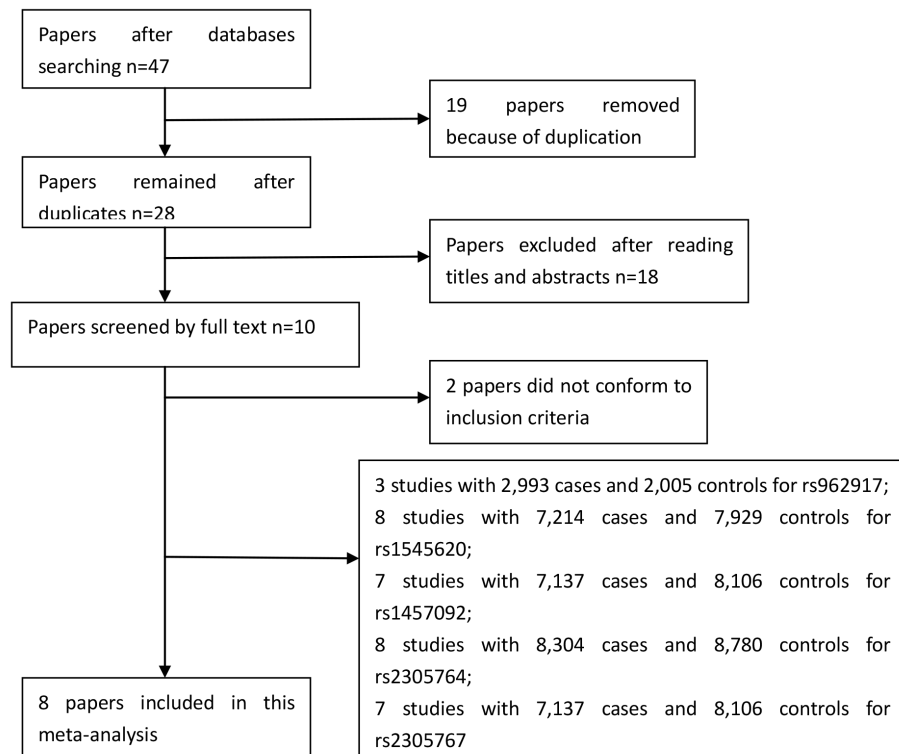 Papers after databases
searching n=47
19 papers removed
because of duplication
Papers remained after
duplicates n=28
Papers excluded after reading
titles and abstracts n=18
Papers screened by full text n=10
2 papers did not conform to
inclusion criteria
3 studies with 2,993 cases and 2,005 controls for rs962917;
8 studies with 7,214 cases and 7,929 controls for
rs1545620;
7 studies with 7,137 cases and 8,106 controls for
rs1457092;
8 studies with 8,304 cases and 8,780 controls for
rs2305764;
7 studies with 7,137 cases and 8,106 controls for
rs2305767
8 papers included in this
meta-analysis